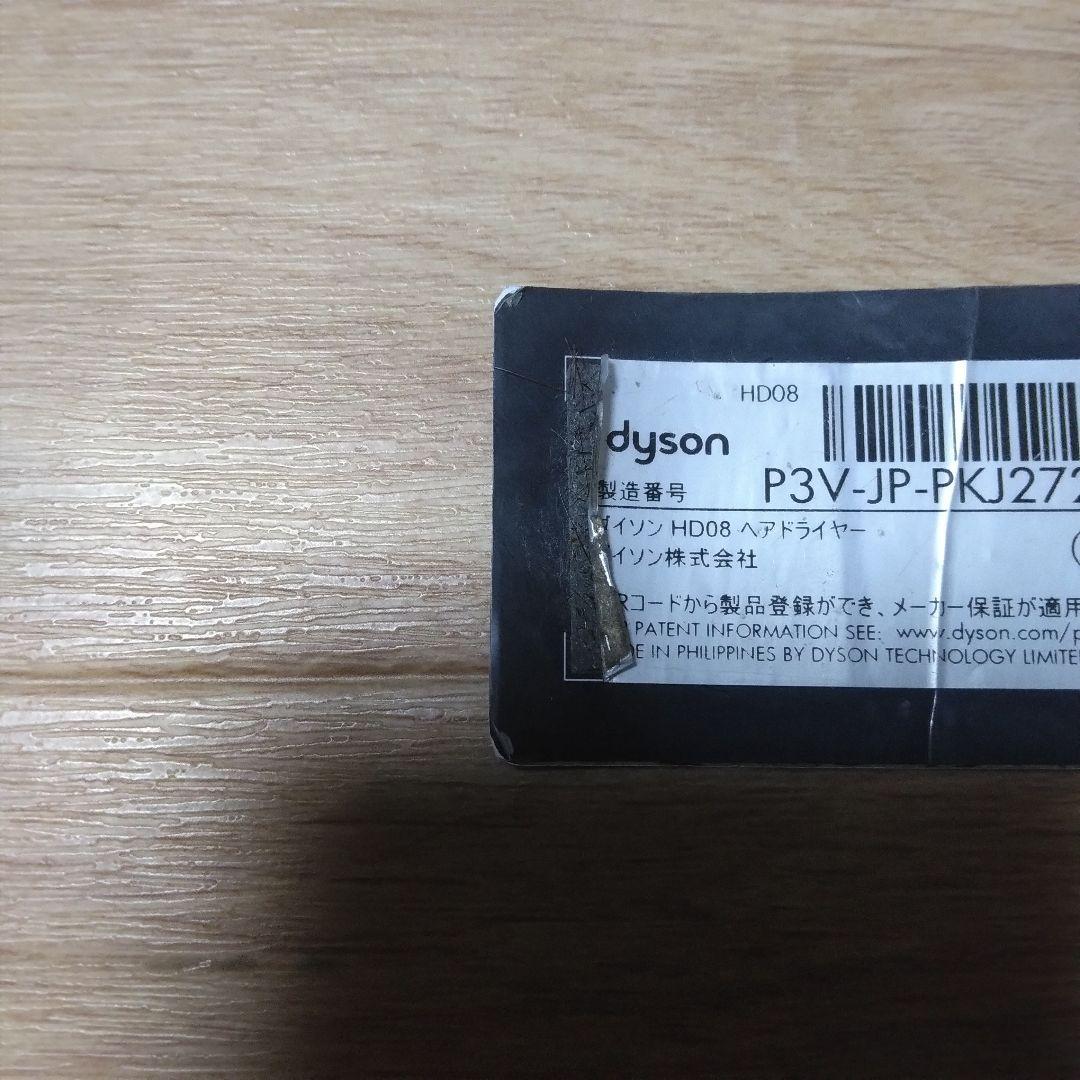 HD08
dyson
製造番号 P3V-JP-PKJ272
イソン HD08 ヘアドライヤー
イソン株式会社
Rコードから製品登録ができ、メーカー保証が適用
PATENT INFORMATION SEE: www.dyson.com/p
DE IN PHILIPPINES BY DYSON TECHNOLOGY LIMITE